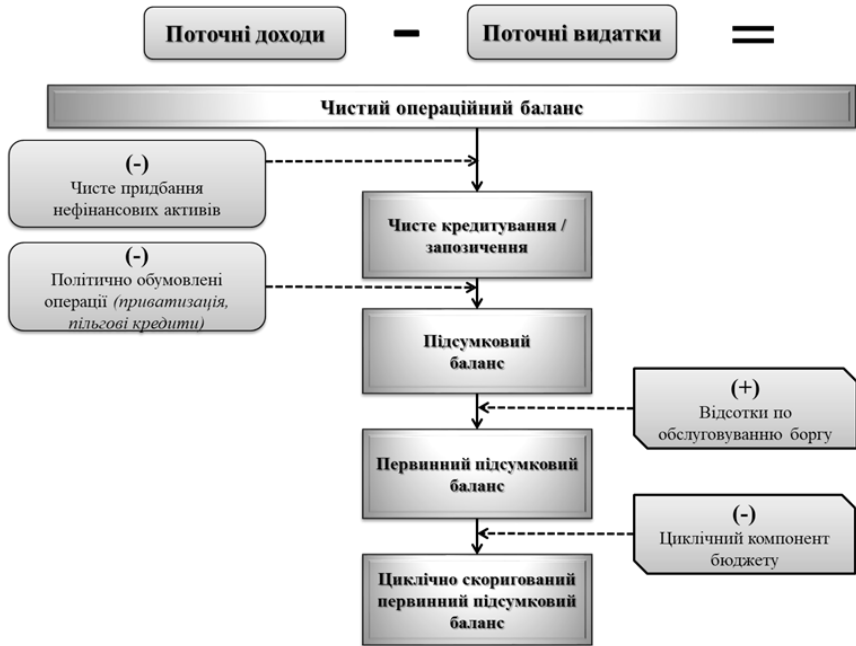 Поточні доходи - Поточні видатки =
Чистий операційний баланс
(-)
Чисте придбання
нефінансових активів
Чисте кредитування /
запозичення
(-)
Політично обумовлені
операції (приватизація,
пільгові кредити)
Підсумковий
баланс
(+)
Відсотки по
обслуговуванню боргу
Первинний підсумковий
баланс
(-)
Циклічний компонент
бюджету
Циклічно скоригований
первинний підсумковий
баланс